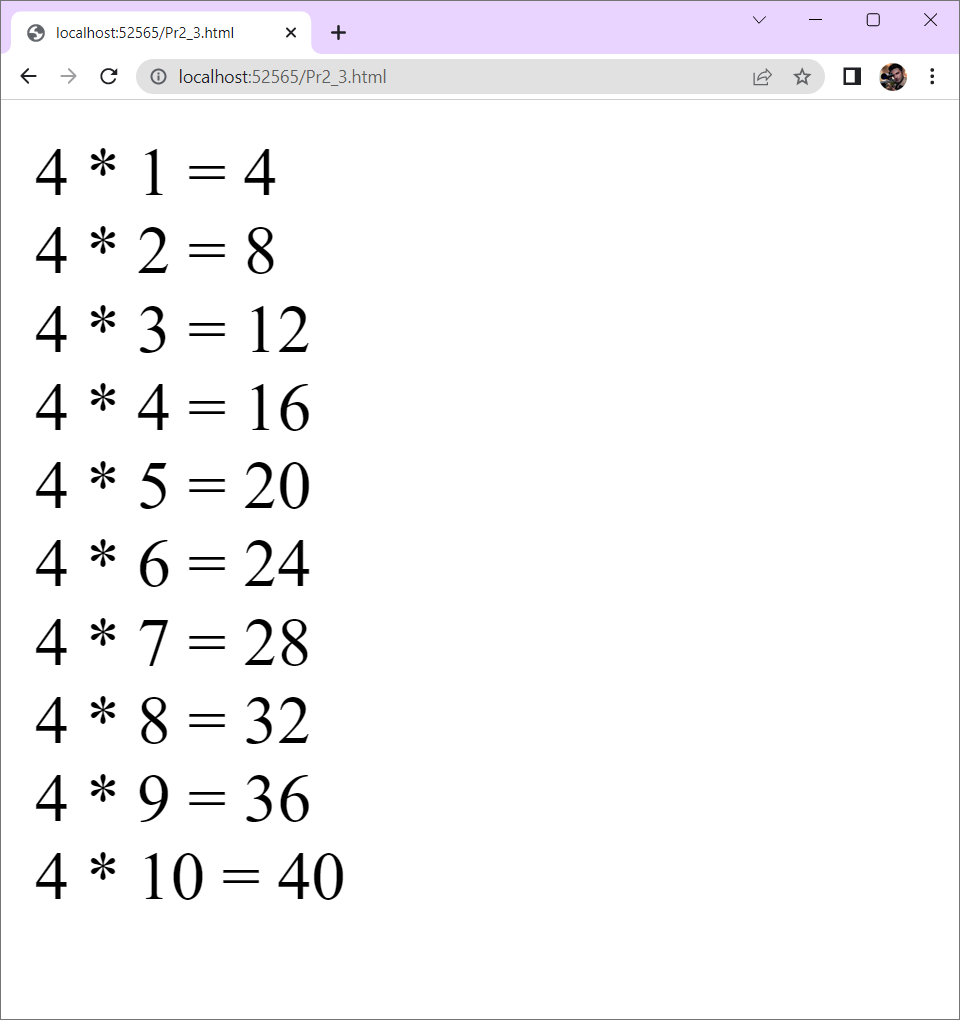 localhost:52565/Pr2_3.html
localhost:52565/Pr2_3.html
4 * 1 = 4
4 * 2 = 8
4 * 3 = 12
4 * 4 = 16
4 * 5 = 20
4 * 6 = 24
4 * 7 = 28
4 * 8 = 32
4 * 9 = 36
4 * 10 = 40